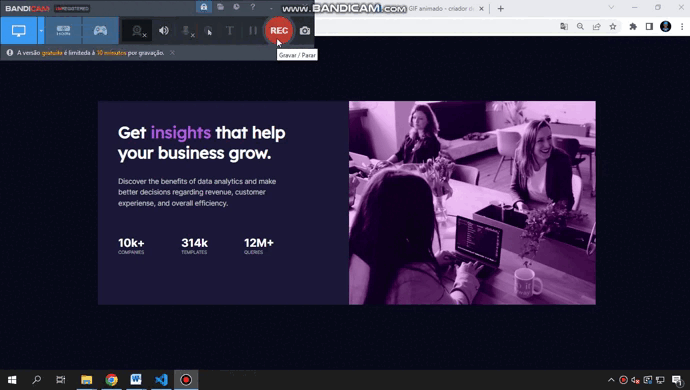 BANDICAM UNREGISTERED
WWW.BANDICAM.COM
GIF animado - criador d
REC
A versão gratuita é limitada à 10 minutos por gravação.
Gravar / Parar
Get insights that help
your business grow.
Discover the benefits of data analytics and make
better decisions regarding revenue, customer
experiense, and overall efficiency.
10k+ 314k 12M+
COMPANIES TEMPLATES QUERIES